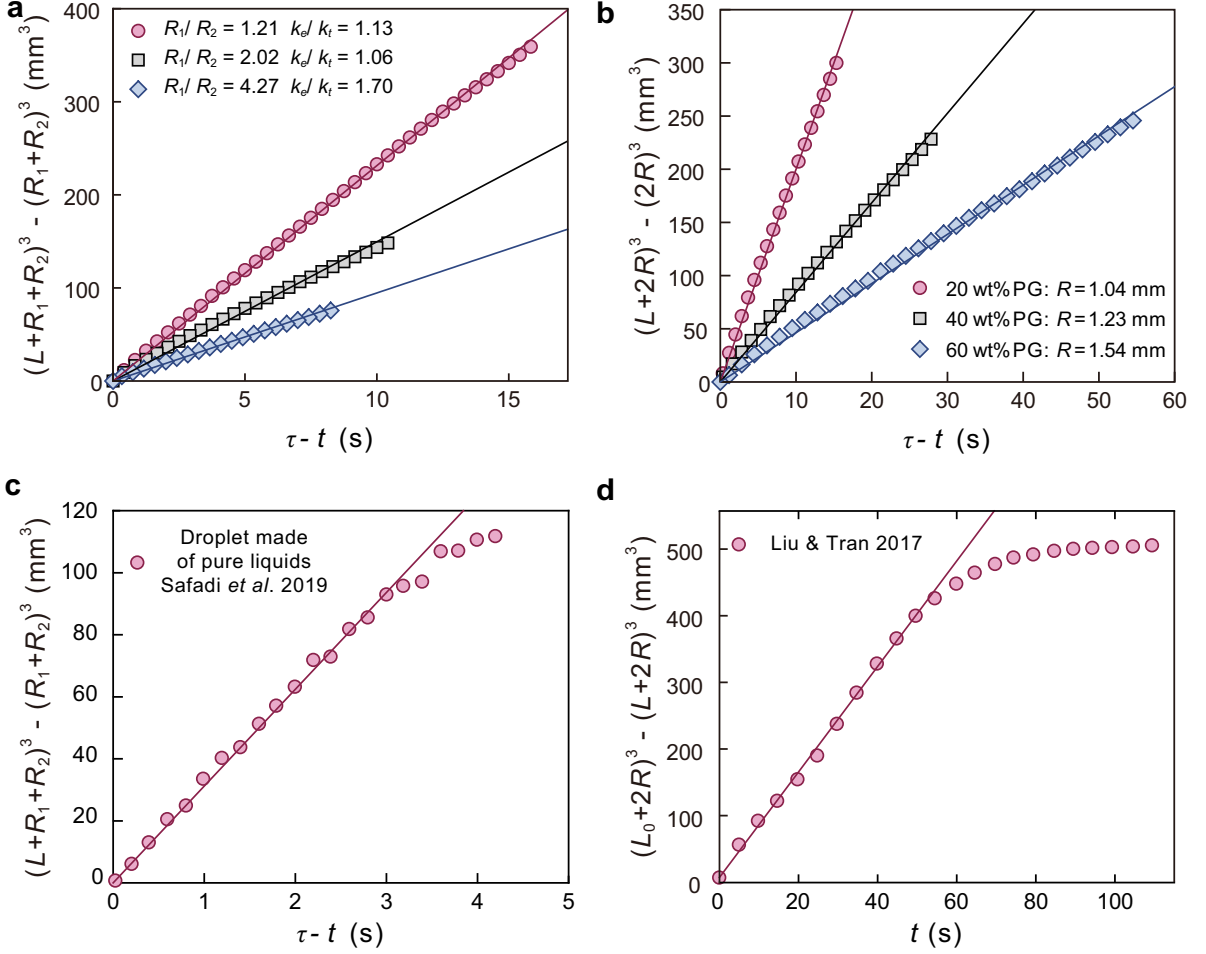 a
(L+R₁+R₂)³ - (R₁+R₂)³ (mm³)
400
300
200
100
0
R₁/ R₂ = 1.21 kₑ/ kₜ = 1.13
R₁/ R₂ = 2.02 kₑ/ kₜ = 1.06
R₁/ R₂ = 4.27 kₑ/ kₜ = 1.70
0 5 10 15
τ - t (s)
b
(L+2R)³ - (2R)³ (mm³)
350
300
250
200
150
100
50
0
20 wt% PG: R = 1.04 mm
40 wt% PG: R = 1.23 mm
60 wt% PG: R = 1.54 mm
0 10 20 30 40 50 60
τ - t (s)
c
(L+R₁+R₂)³ - (R₁+R₂)³ (mm³)
120
100
80
60
40
20
0
Droplet made
of pure liquids
Safadi et al. 2019
0 1 2 3 4 5
τ - t (s)
d
(L₀+2R)³ - (L+2R)³ (mm³)
500
400
300
200
100
0
Liu & Tran 2017
0 20 40 60 80 100
t (s)